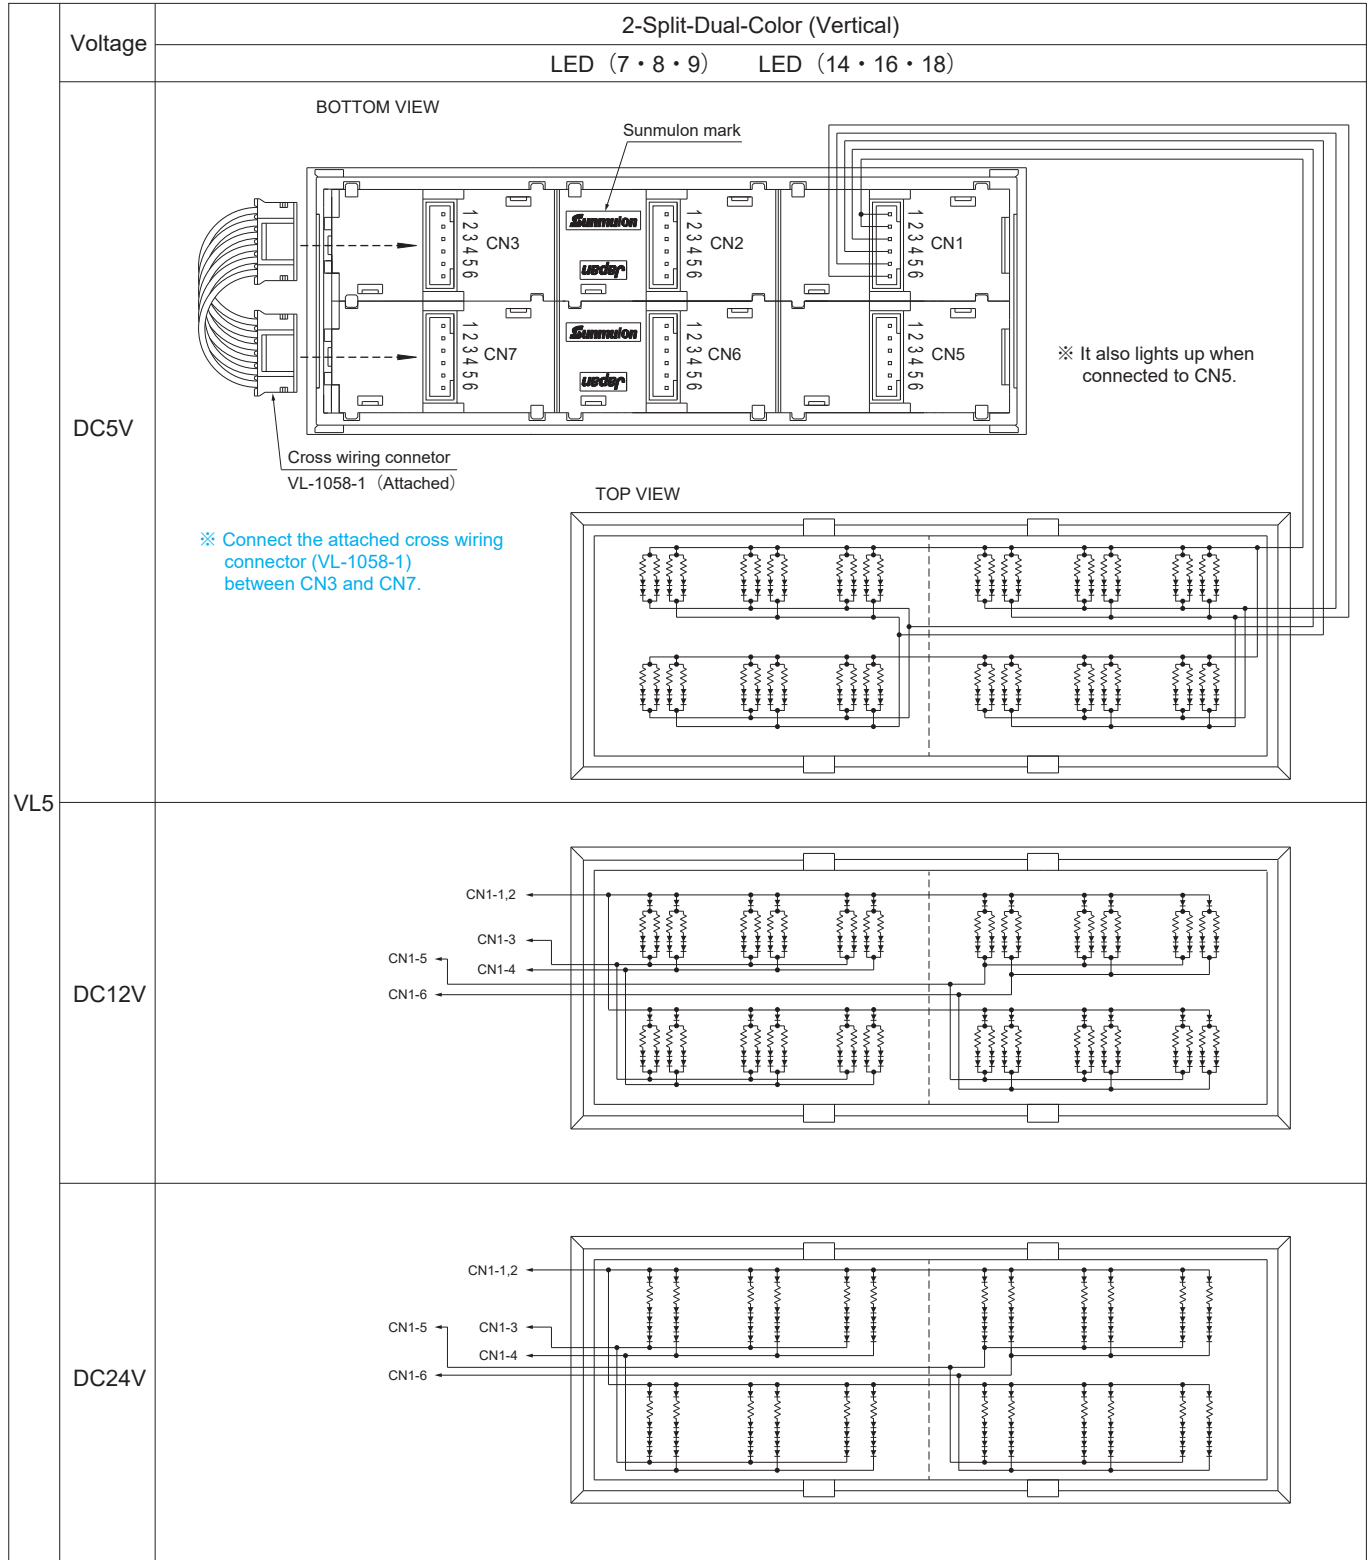 Voltage
2-Split-Dual-Color (Vertical)
LED（7・8・9）　LED（14・16・18）
VL5
DC5V
BOTTOM VIEW
Sunmulon mark
1 2 3 4 5 6
CN3
Sunmulon
Japan
1 2 3 4 5 6
CN2
1 2 3 4 5 6
CN1
1 2 3 4 5 6
CN7
Sunmulon
Japan
1 2 3 4 5 6
CN6
1 2 3 4 5 6
CN5
※ It also lights up when
connected to CN5.
Cross wiring connetor
VL-1058-1（Attached）
※ Connect the attached cross wiring
connector (VL-1058-1)
between CN3 and CN7.
TOP VIEW
DC12V
CN1-1,2
CN1-3
CN1-5
CN1-4
CN1-6
DC24V
CN1-1,2
CN1-5
CN1-3
CN1-4
CN1-6